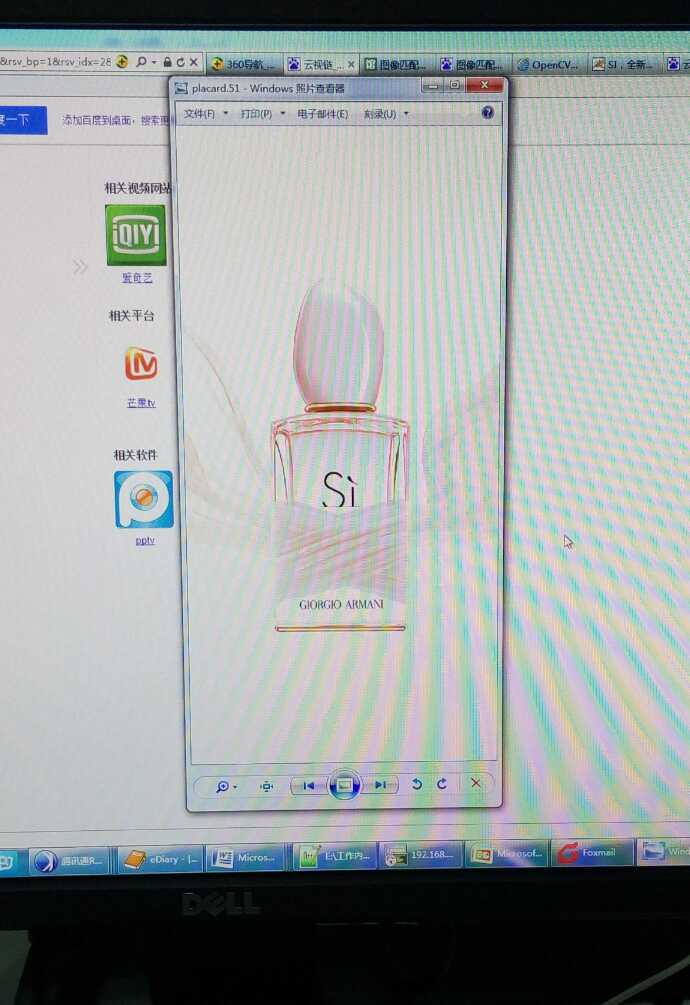 &rsv_bp=1&rsv_idx=28
360导航_...
云视链_...
图像匹配...
图像匹配...
OpenCV...
SI，全新...
云
placard.51 - Windows 照片查看器
文件(F) 打印(P) 电子邮件(E) 刻录(U)
度一下
添加百度到桌面，搜索更
相关视频网站
iQIYI
爱奇艺
相关平台
芒果tv
相关软件
pptv
Sì
GIORGIO ARMANI
腾讯通R...
eDiary - [...
Micros...
E:\工作内...
192.168...
Microsof...
Foxmail
Wind
DELL